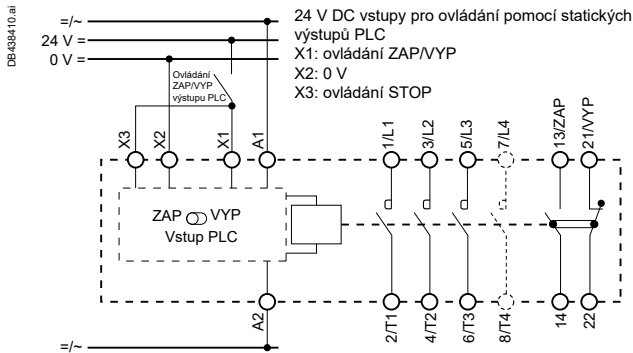 DB438410.ai
=/~
24 V =
0 V =
24 V DC vstupy pro ovládání pomocí statických
výstupů PLC
X1: ovládání ZAP/VYP
X2: 0 V
X3: ovládání STOP
Ovládání
ZAP/VYP
výstupu PLC
X3
X2
X1
A1
1/L1
3/L2
5/L3
7/L4
13/ZAP
21/VYP
ZAP VYP
Vstup PLC
A2
2/T1
4/T2
6/T3
8/T4
14
22
=/~